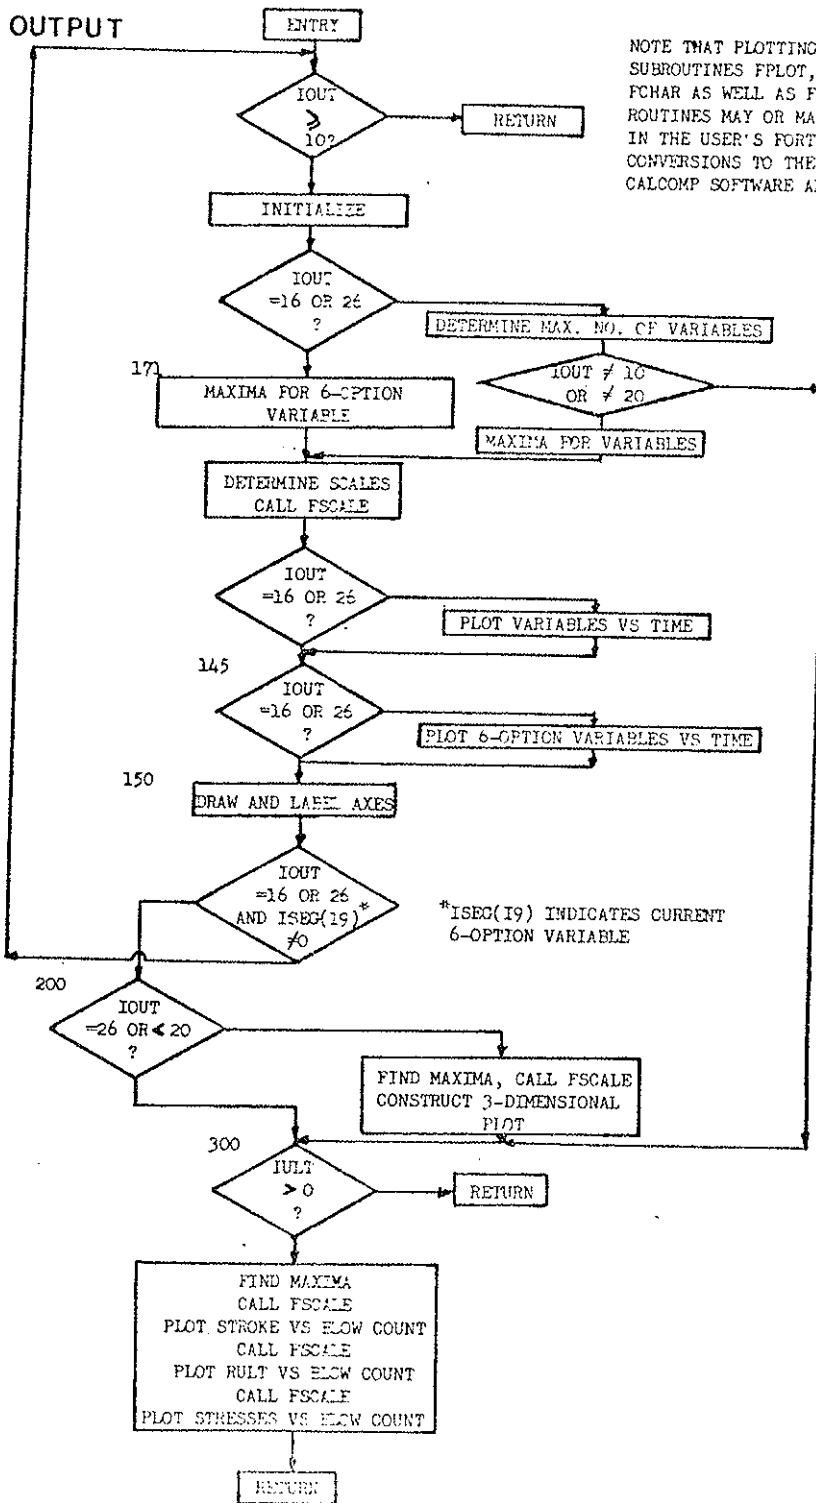 OUTPUT
ENTRY
NOTE THAT PLOTTING
SUBROUTINES FPLOT,
FCHAR AS WELL AS F
ROUTINES MAY OR MA
IN THE USER'S FORT
CONVERSIONS TO THE
CALCOMP SOFTWARE A
IOUT
≥
10?
RETURN
INITIALIZE
IOUT
=16 OR 26
?
DETERMINE MAX. NO. OF VARIABLES
171
MAXIMA FOR 6-OPTION
VARIABLE
IOUT ≠ 10
OR ≠ 20
MAXIMA FOR VARIABLES
DETERMINE SCALES
CALL FSCALE
IOUT
=16 OR 26
?
PLOT VARIABLES VS TIME
145
IOUT
=16 OR 26
?
PLOT 6-OPTION VARIABLES VS TIME
150
DRAW AND LABEL AXES
IOUT
=16 OR 26
AND ISEG(I9)*
≠0
*ISEG(I9) INDICATES CURRENT
6-OPTION VARIABLE
200
IOUT
=26 OR < 20
?
FIND MAXIMA, CALL FSCALE
CONSTRUCT 3-DIMENSIONAL
PLOT
300
IULT
> 0
?
RETURN
FIND MAXIMA
CALL FSCALE
PLOT STROKE VS BLOW COUNT
CALL FSCALE
PLOT RULT VS BLOW COUNT
CALL FSCALE
PLOT STRESSES VS BLOW COUNT
RETURN